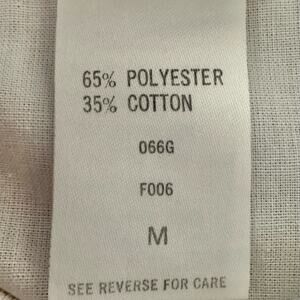 65% POLYESTER
35% COTTON
066G
F006
M
SEE REVERSE FOR CARE